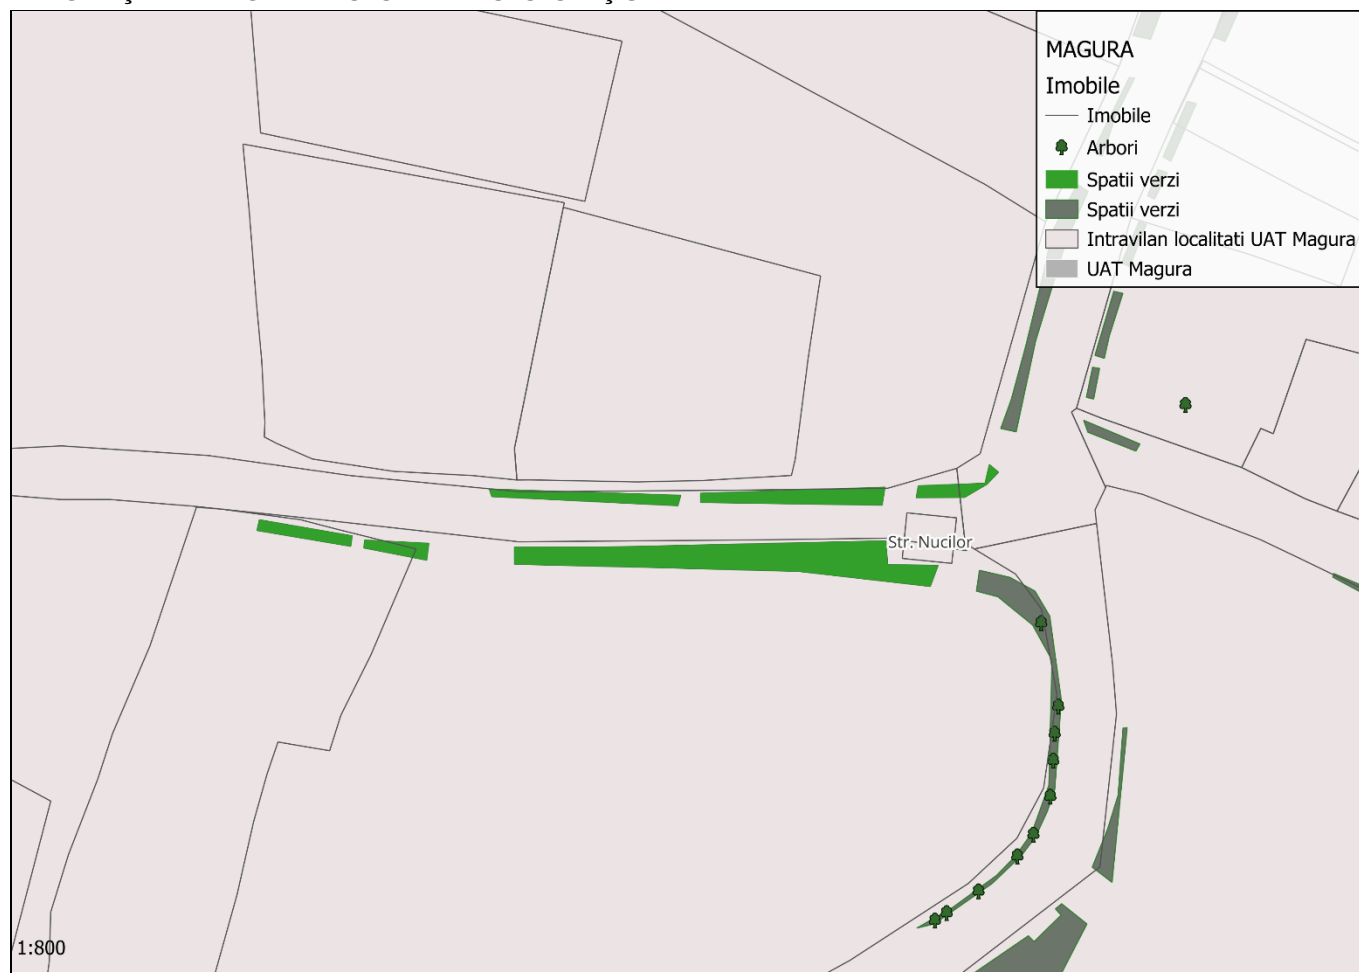 MAGURA
Imobile
Imobile
Arbori
Spatii verzi
Spatii verzi
Intravilan localitati UAT Magura
UAT Magura
Str. Nucilor
1:800